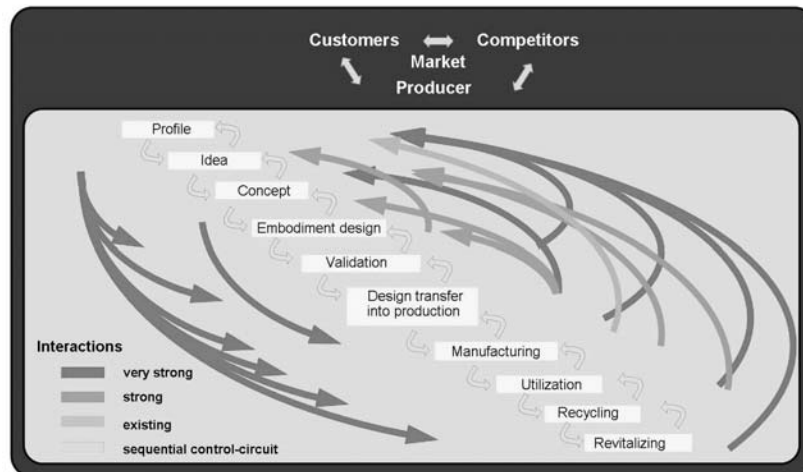 Customers Competitors
Market
Producer
Profile
Idea
Concept
Embodiment design
Validation
Design transfer
into production
Manufacturing
Utilization
Recycling
Revitalizing
Interactions
very strong
strong
existing
sequential control-circuit